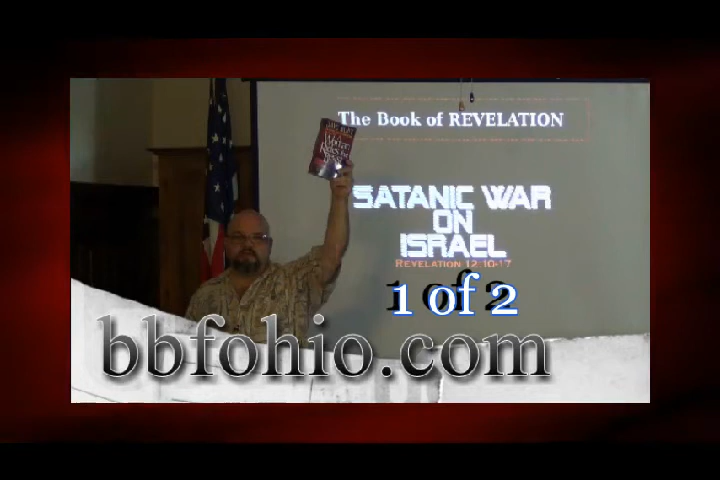 The Book of REVELATION
SATANIC WAR
ON
ISRAEL
REVELATION 12:10-17
1 of 2
bbfohio.com